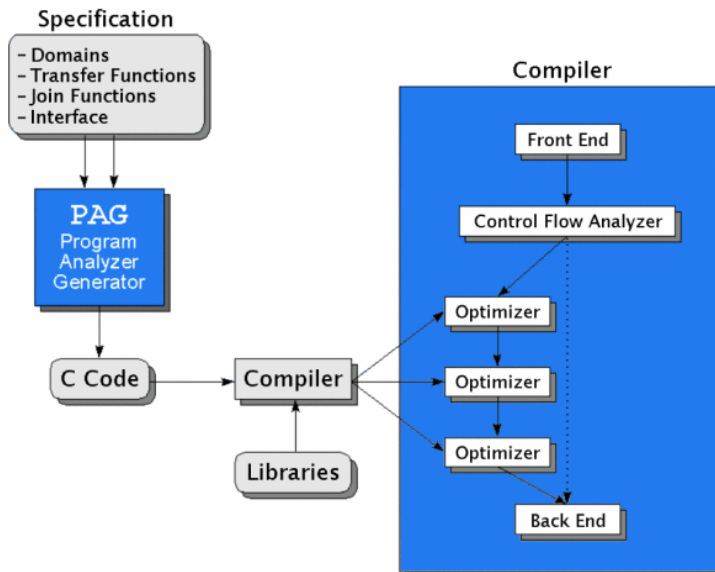 Specification
- Domains
- Transfer Functions
- Join Functions
- Interface
PAG
Program
Analyzer
Generator
C Code
Compiler
Libraries
Compiler
Front End
Control Flow Analyzer
Optimizer
Optimizer
Optimizer
Back End